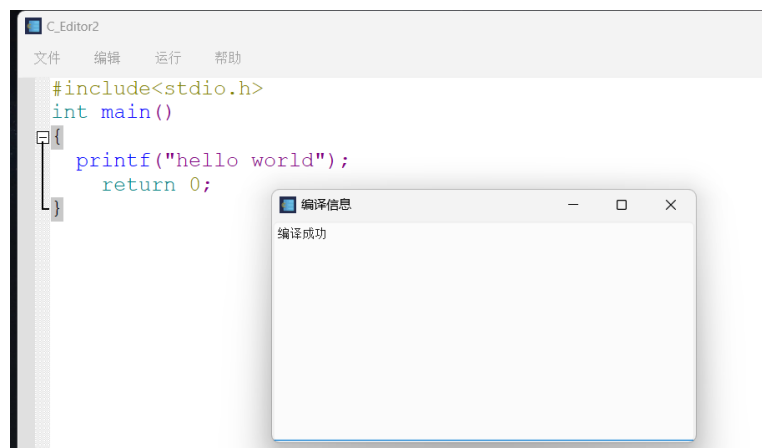 C_Editor2
文件 编辑 运行 帮助
#include<stdio.h>
int main()
{
printf("hello world");
return 0;
}
编译信息
编译成功